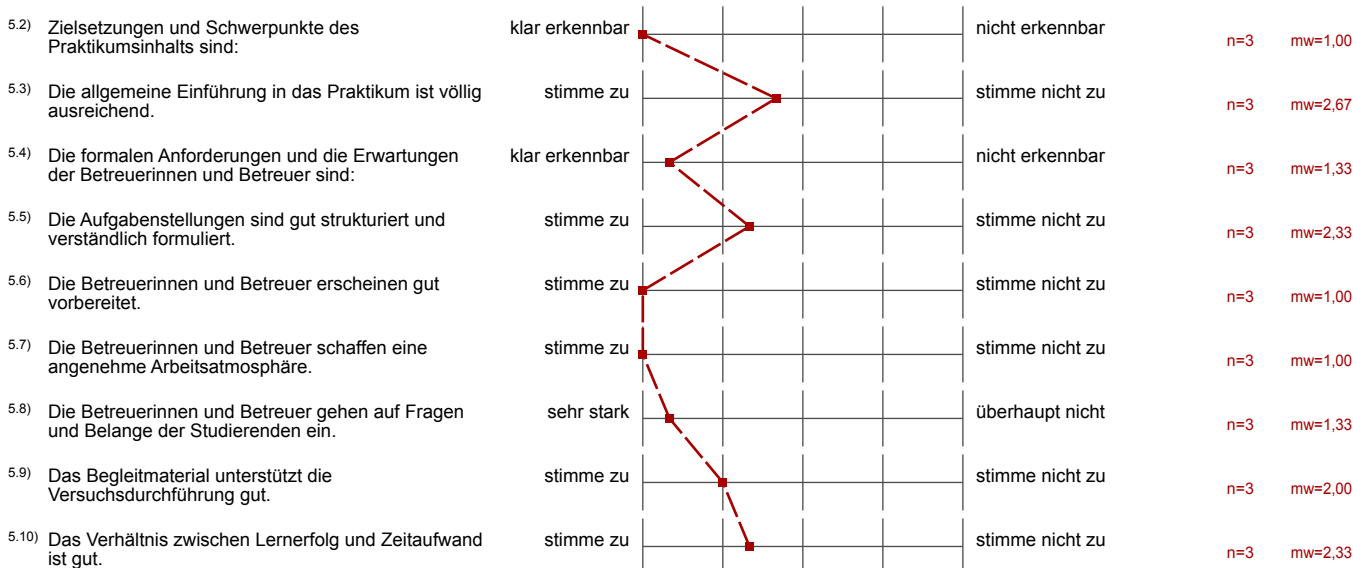 5.2) Zielsetzungen und Schwerpunkte des
Praktikumsinhalts sind:
klar erkennbar
nicht erkennbar
n=3 mw=1,00
5.3) Die allgemeine Einführung in das Praktikum ist völlig
ausreichend.
stimme zu
stimme nicht zu
n=3 mw=2,67
5.4) Die formalen Anforderungen und die Erwartungen
der Betreuerinnen und Betreuer sind:
klar erkennbar
nicht erkennbar
n=3 mw=1,33
5.5) Die Aufgabenstellungen sind gut strukturiert und
verständlich formuliert.
stimme zu
stimme nicht zu
n=3 mw=2,33
5.6) Die Betreuerinnen und Betreuer erscheinen gut
vorbereitet.
stimme zu
stimme nicht zu
n=3 mw=1,00
5.7) Die Betreuerinnen und Betreuer schaffen eine
angenehme Arbeitsatmosphäre.
stimme zu
stimme nicht zu
n=3 mw=1,00
5.8) Die Betreuerinnen und Betreuer gehen auf Fragen
und Belange der Studierenden ein.
sehr stark
überhaupt nicht
n=3 mw=1,33
5.9) Das Begleitmaterial unterstützt die
Versuchsdurchführung gut.
stimme zu
stimme nicht zu
n=3 mw=2,00
5.10) Das Verhältnis zwischen Lernerfolg und Zeitaufwand
ist gut.
stimme zu
stimme nicht zu
n=3 mw=2,33